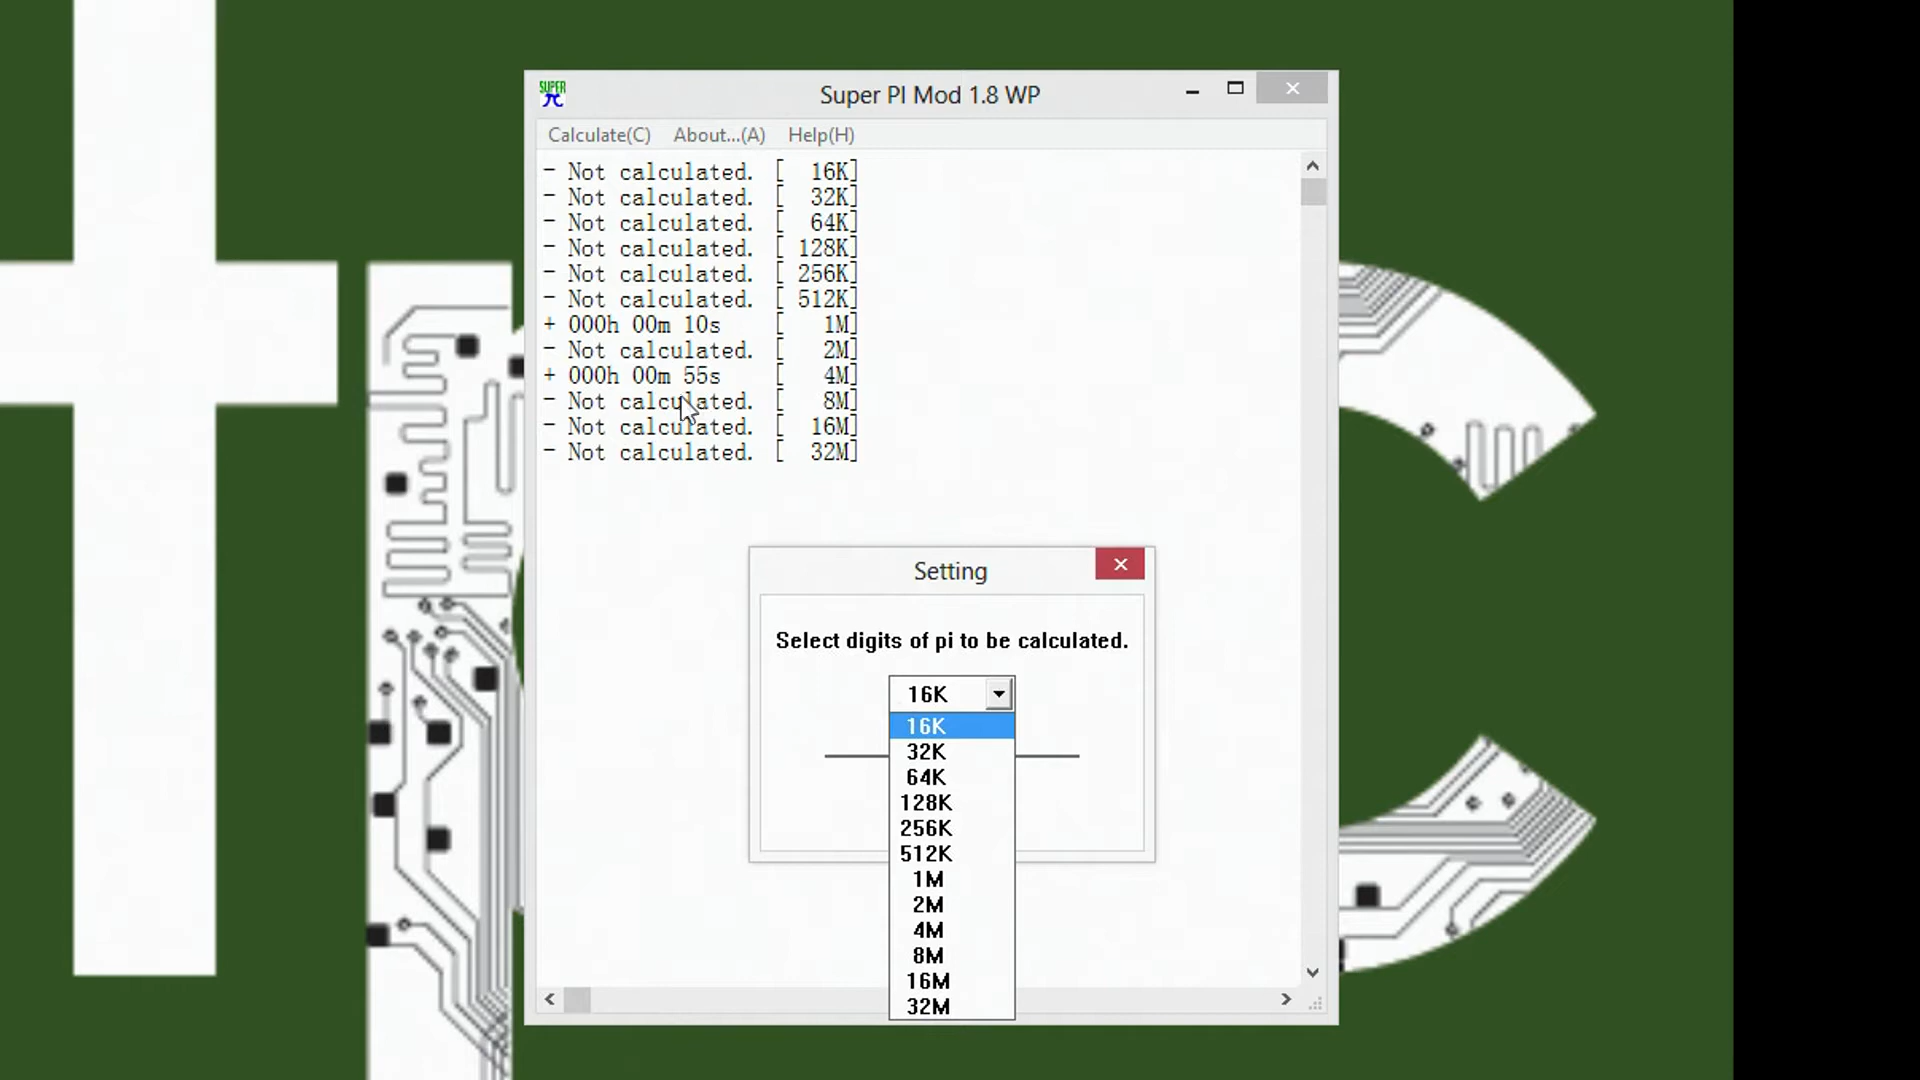 SUPER
π
Super PI Mod 1.8 WP
Calculate(C) About...(A) Help(H)
- Not calculated. [ 16K]
- Not calculated. [ 32K]
- Not calculated. [ 64K]
- Not calculated. [ 128K]
- Not calculated. [ 256K]
- Not calculated. [ 512K]
+ 000h 00m 10s [ 1M]
- Not calculated. [ 2M]
+ 000h 00m 55s [ 4M]
- Not calculated. [ 8M]
- Not calculated. [ 16M]
- Not calculated. [ 32M]
Setting
Select digits of pi to be calculated.
16K
16K
32K
64K
128K
256K
512K
1M
2M
4M
8M
16M
32M